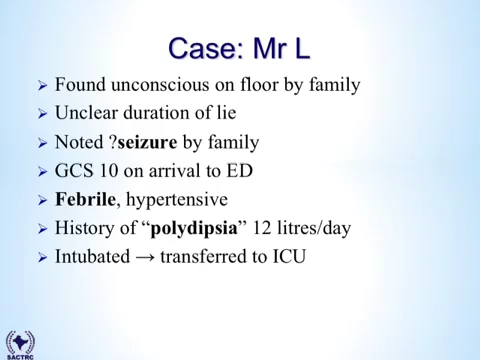 Case: Mr L
➢ Found unconscious on floor by family
➢ Unclear duration of lie
➢ Noted ?seizure by family
➢ GCS 10 on arrival to ED
➢ Febrile, hypertensive
➢ History of “polydipsia” 12 litres/day
➢ Intubated → transferred to ICU
SACTRC